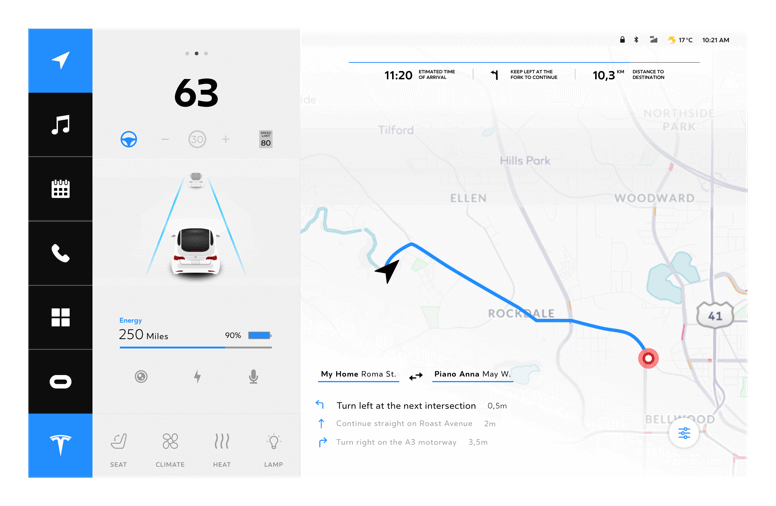 17°C 10:21 AM
11:20 ETIMATED TIME OF ARRIVAL
KEEP LEFT AT THE FORK TO CONTINUE
10,3 KM DISTANCE TO DESTINATION
63
30
SPEED LIMIT 80
Energy
250 Miles 90%
SEAT CLIMATE HEAT LAMP
ide
NORTHSIDE
PARK
Tilford
Hills Park
ELLEN
WOODWARD
ROCKDALE
41
BELLWOOD
My Home Roma St. Piano Anna May W.
Turn left at the next intersection 0,5m
Continue straight on Roast Avenue 2m
Turn right on the A3 motorway 3,5m